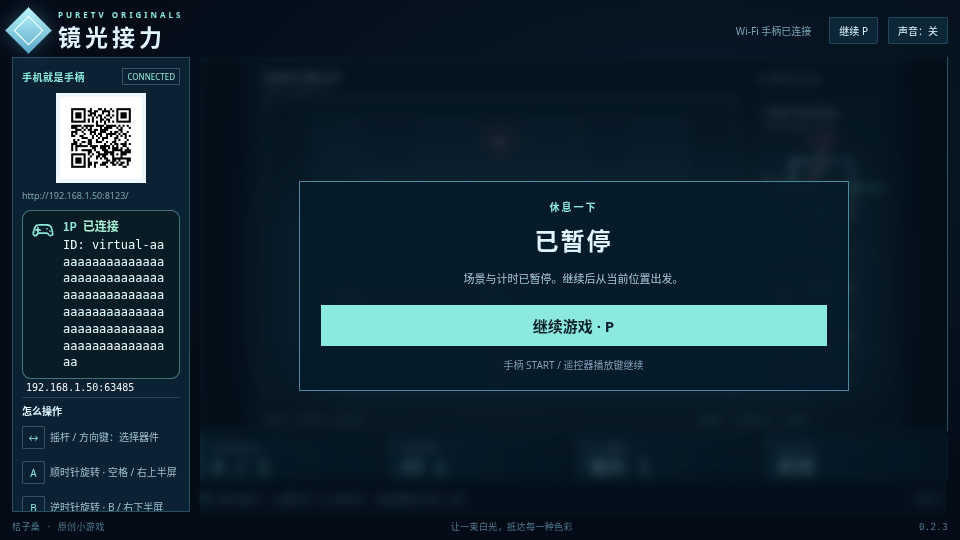 PURETV ORIGINALS
镜光接力
Wi-Fi 手柄已连接
继续 P
声音: 关
手机就是手柄
CONNECTED
http://192.168.1.50:8123/
1P 已连接
ID: virtual-aa
aaaaaaaaaaaaaa
aaaaaaaaaaaaaa
aaaaaaaaaaaaaa
aaaaaaaaaaaaaa
aaaaaaaaaaaaaa
aaaaaaaaaaaaaa
aa
192.168.1.50:63485
怎么操作
↔ 摇杆 / 方向键: 选择器件
A 顺时针旋转 · 空格 / 右上半屏
B 逆时针旋转 · B / 右下半屏
休息一下
已暂停
场景与计时已暂停。继续后从当前位置出发。
继续游戏 · P
手柄 START / 遥控器播放键继续
桔子桑 · 原创小游戏
让一束白光，抵达每一种色彩
0.2.3